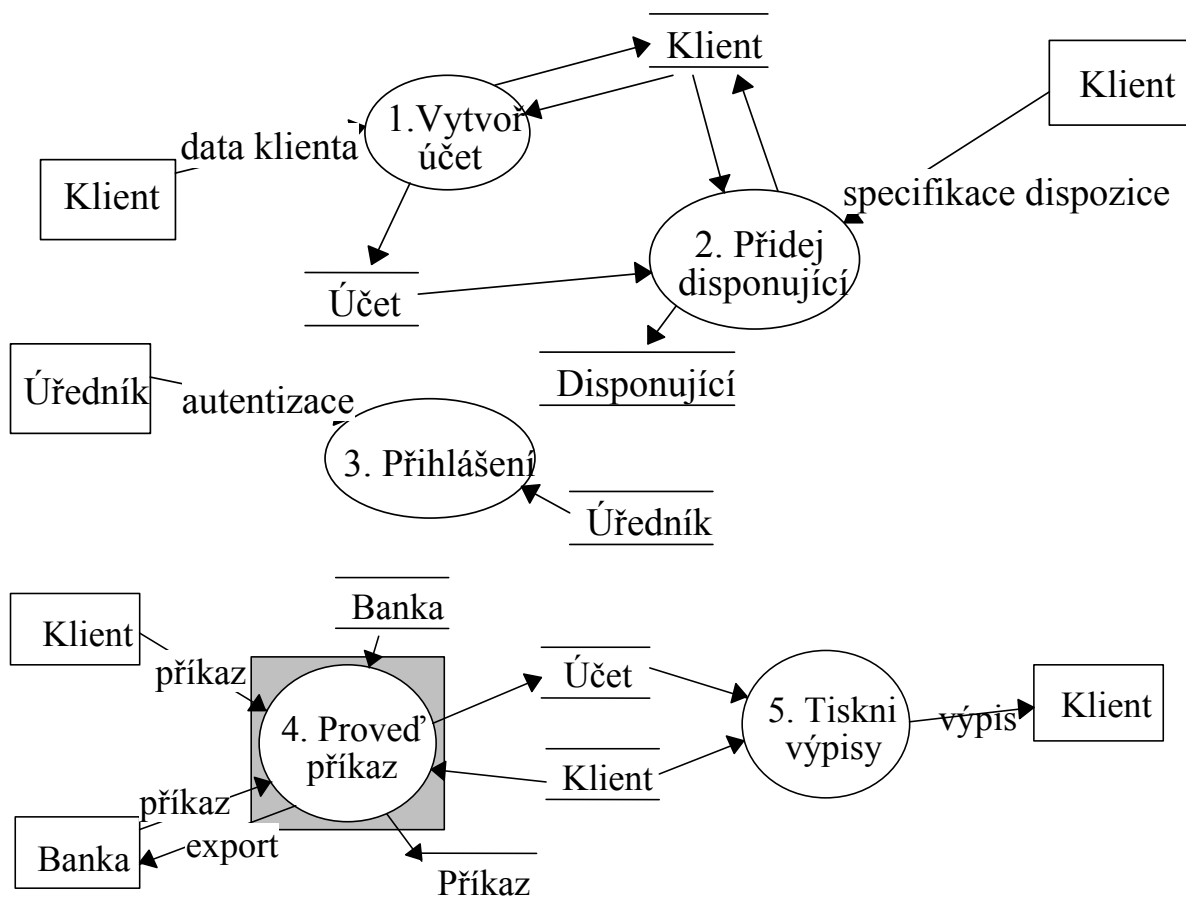 Klient
Klient
1.Vytvoř
účet
data klienta
Klient
specifikace dispozice
2. Přidej
disponující
Účet
Disponující
Úředník
autentizace
3. Přihlášení
Úředník
Banka
Klient
příkaz
Účet
4. Proveď
příkaz
5. Tiskni
výpisy
výpis
Klient
Klient
příkaz
export
Banka
Příkaz